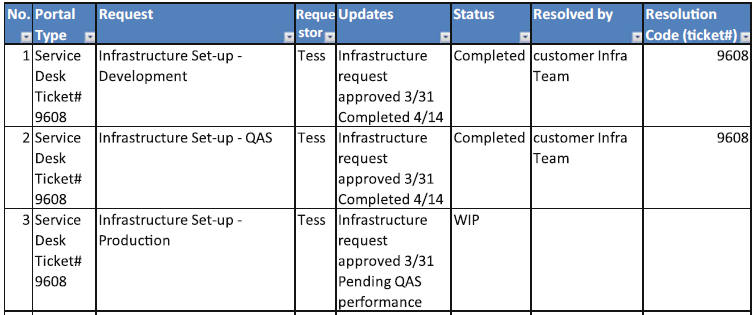 No. Portal Type Request Reque stor Updates Status Resolved by Resolution Code (ticket#)
1 Service Infrastructure Set-up - Tess Infrastructure Completed customer Infra 9608
Desk Development request Team
Ticket# approved 3/31
9608 Completed 4/14
2 Service Infrastructure Set-up - QAS Tess Infrastructure Completed customer Infra 9608
Desk request Team
Ticket# approved 3/31
9608 Completed 4/14
3 Service Infrastructure Set-up - Tess Infrastructure WIP
Desk Production request
Ticket# approved 3/31
9608 Pending QAS
performance